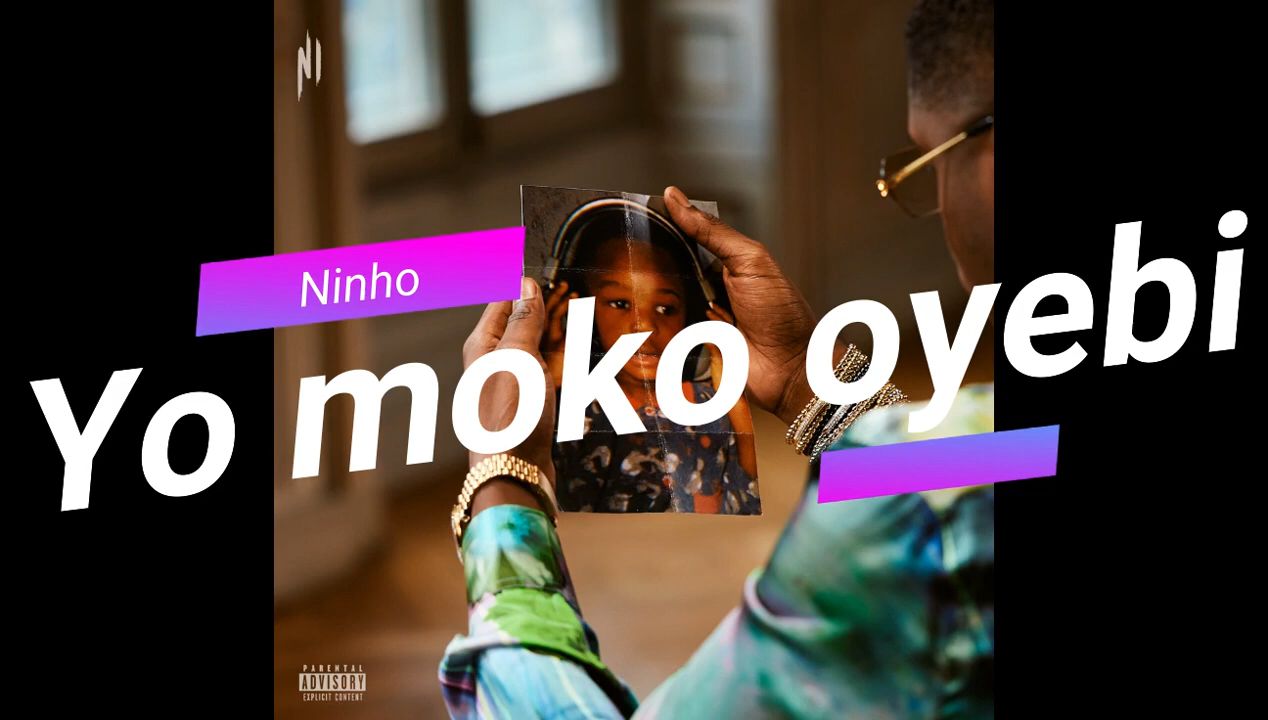 NI
Ninho
Yo moko oyebi
PARENTAL
ADVISORY
EXPLICIT CONTENT